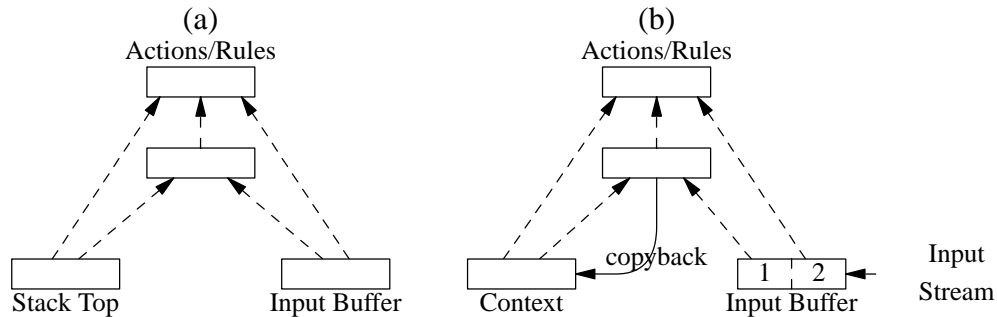 (a)
Actions/Rules
Stack Top
Input Buffer
(b)
Actions/Rules
copyback
Context
1 2
Input Buffer
Input
Stream